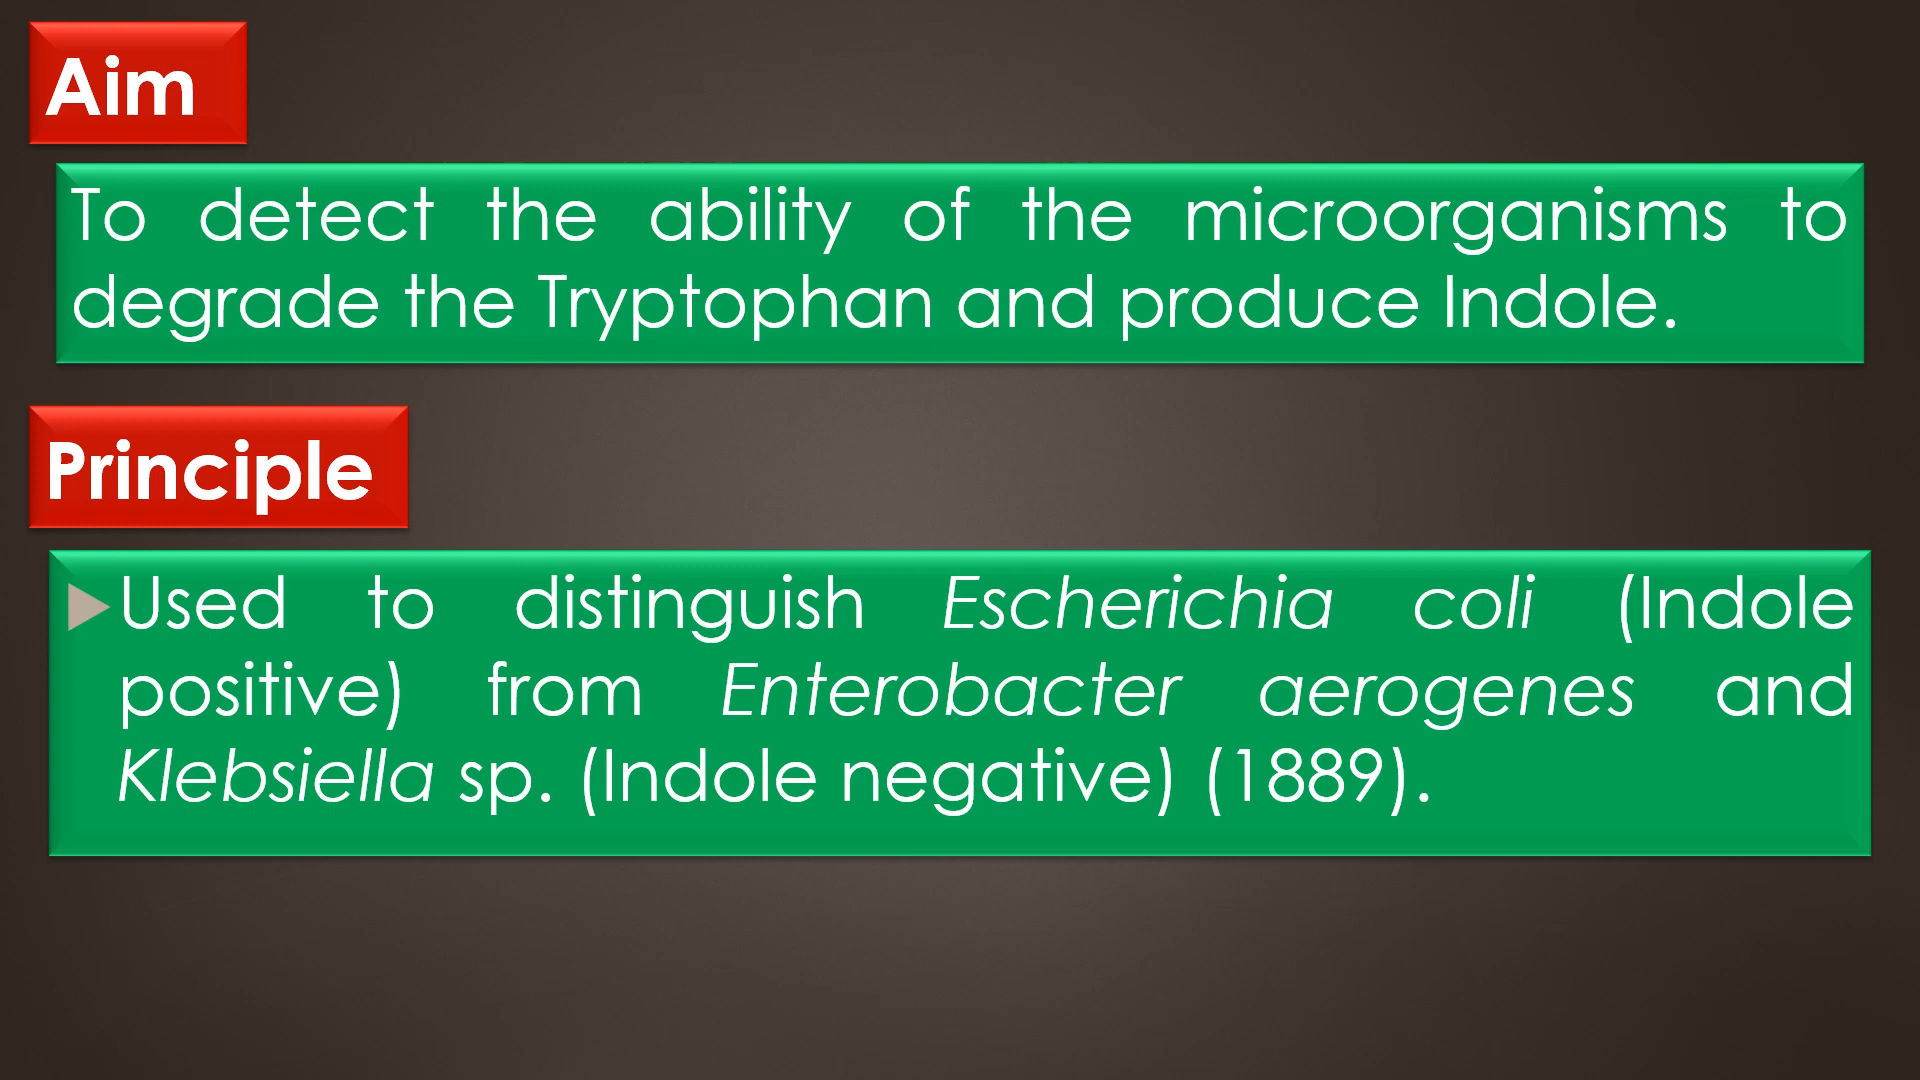 Aim
To detect the ability of the microorganisms to
degrade the Tryptophan and produce Indole.
Principle
Used to distinguish Escherichia coli (Indole
positive) from Enterobacter aerogenes and
Klebsiella sp. (Indole negative) (1889).